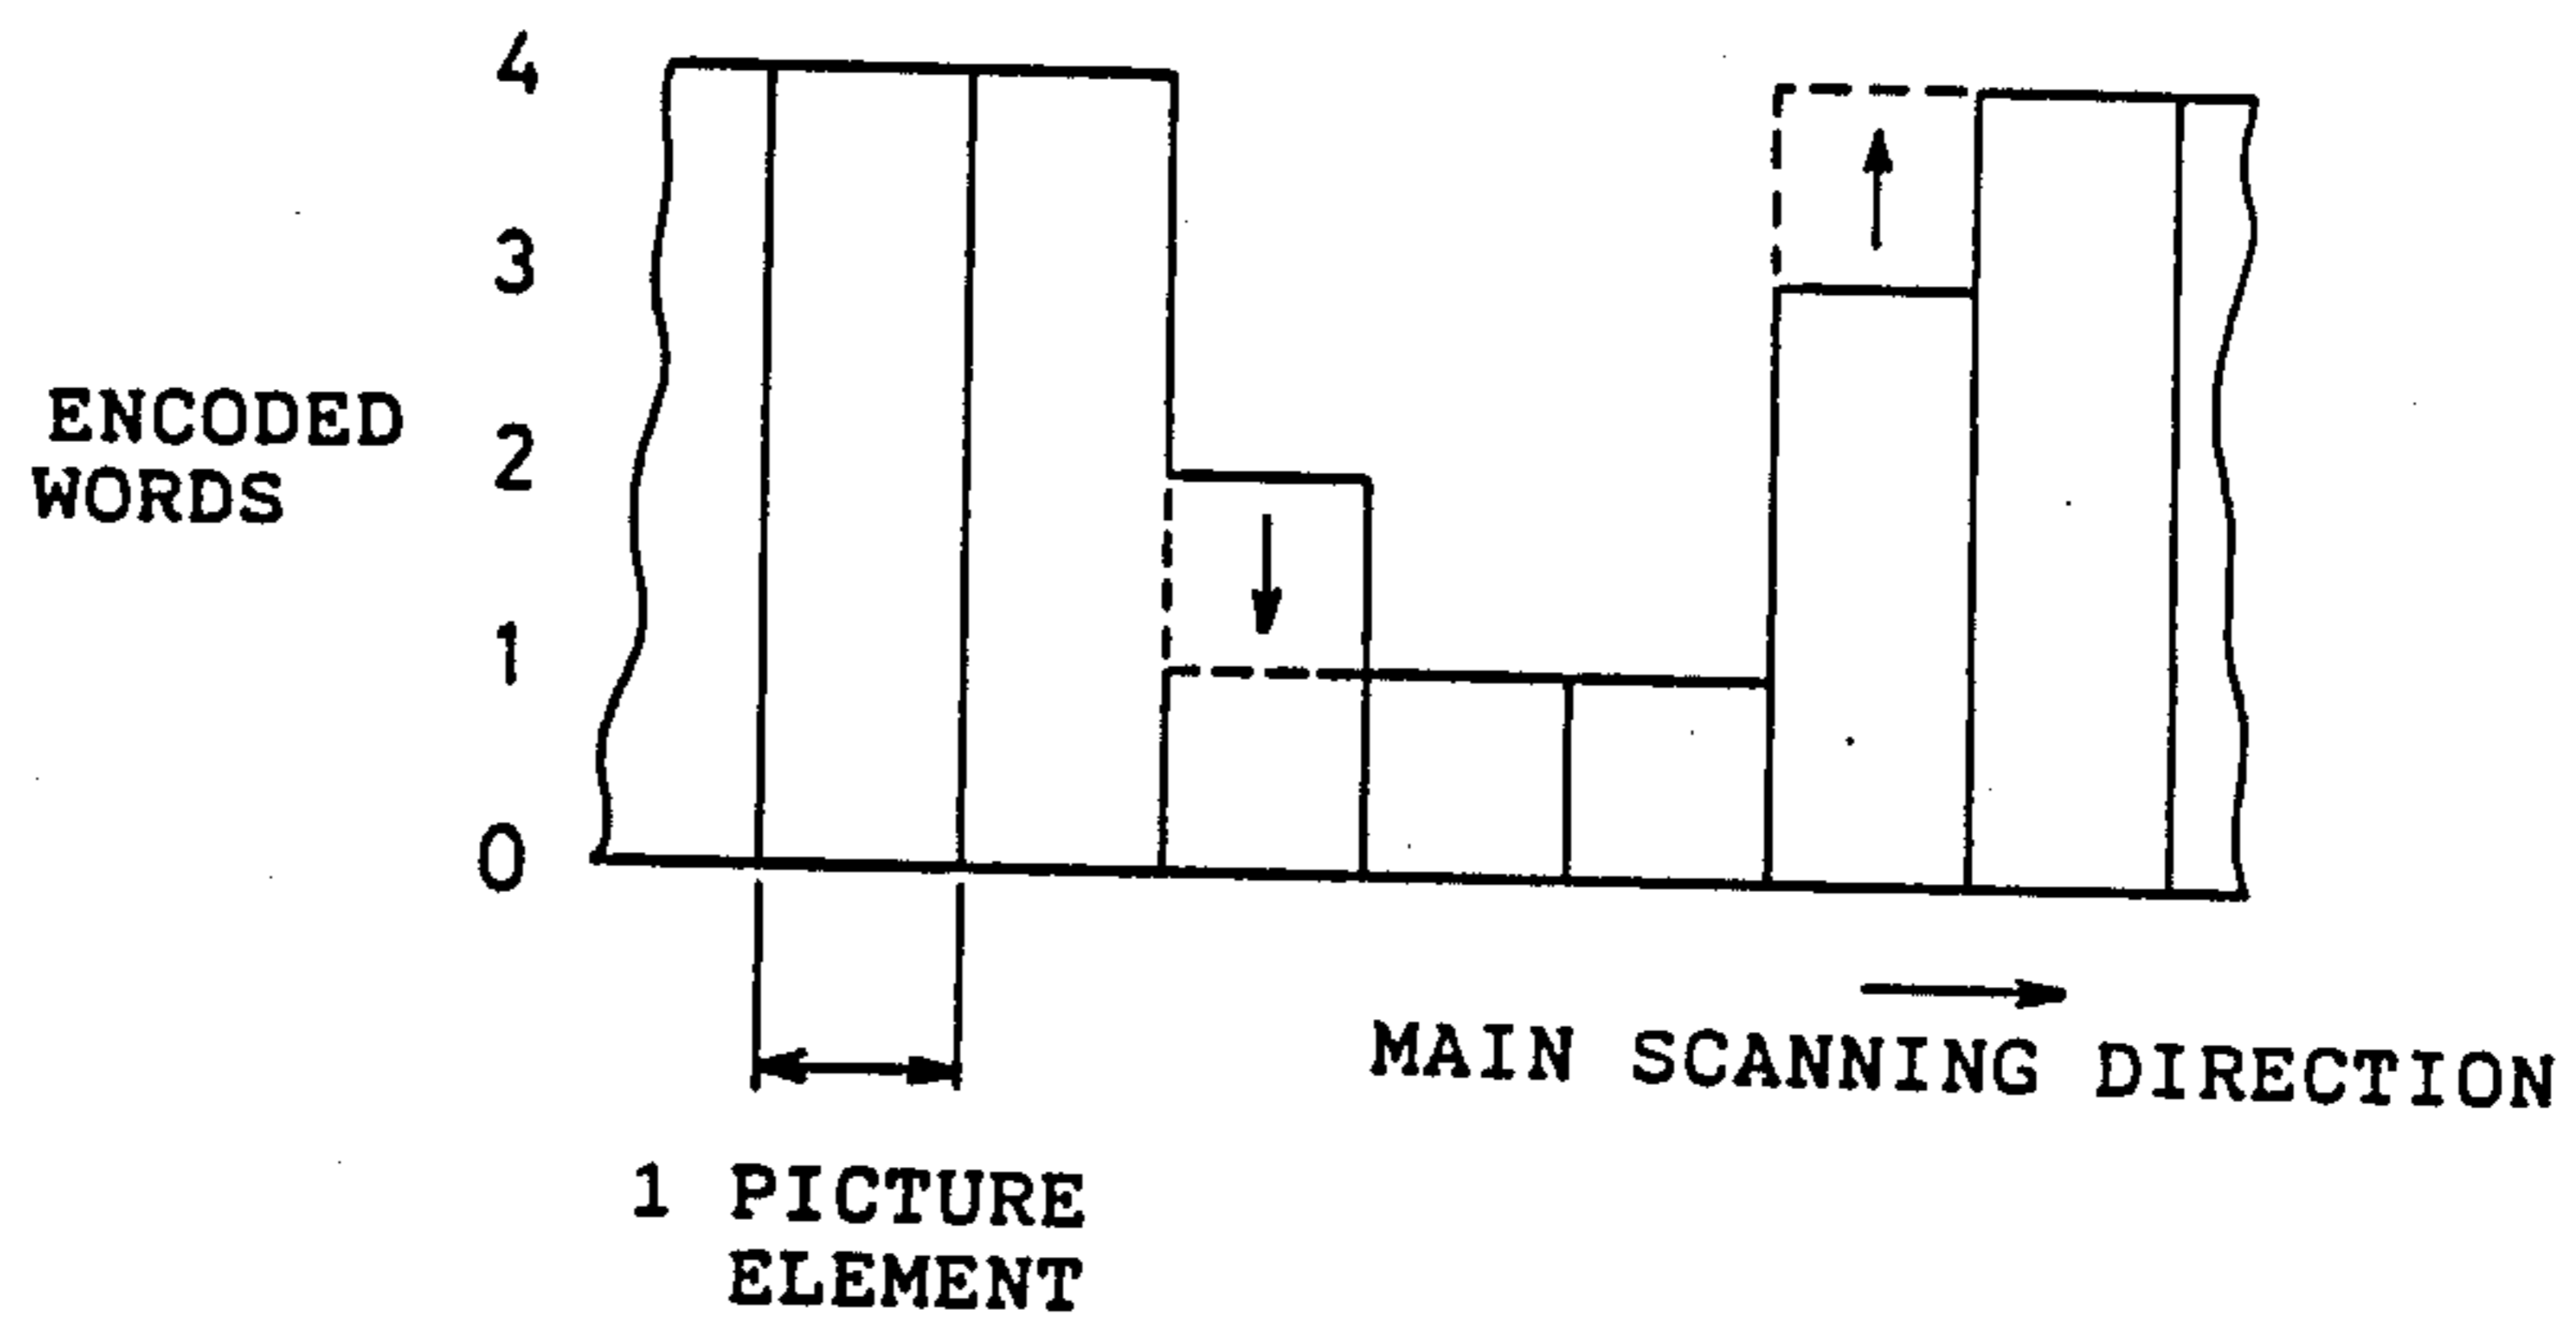 4
3
2
1
0
ENCODED
WORDS
MAIN SCANNING DIRECTION
1 PICTURE
ELEMENT